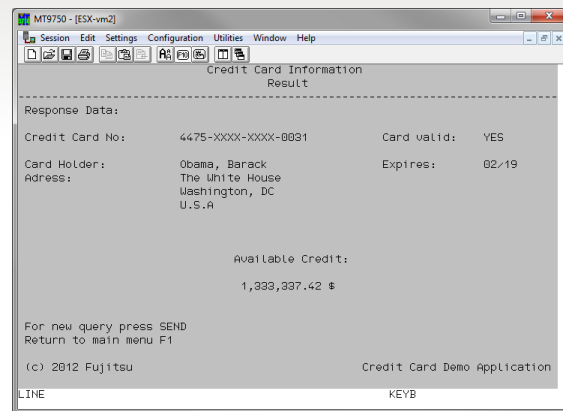 MT9750 - [ESX-vm2]
Session Edit Settings Configuration Utilities Window Help
Credit Card Information
Result
Response Data:
Credit Card No: 4475-XXXX-XXXX-0031 Card valid: YES
Card Holder: Obama, Barack Expires: 02/19
Adress: The White House
Washington, DC
U.S.A
Available Credit:
1,333,337.42 $
For new query press SEND
Return to main menu F1
(c) 2012 Fujitsu Credit Card Demo Application
LINE KEYB